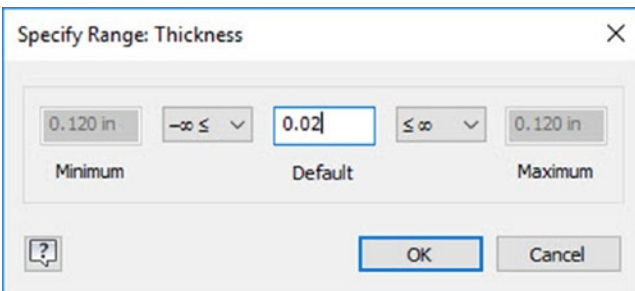 Specify Range: Thickness
0.120 in -∞ ≤ 0.02 ≤ ∞ 0.120 in
Minimum Default Maximum
? OK Cancel